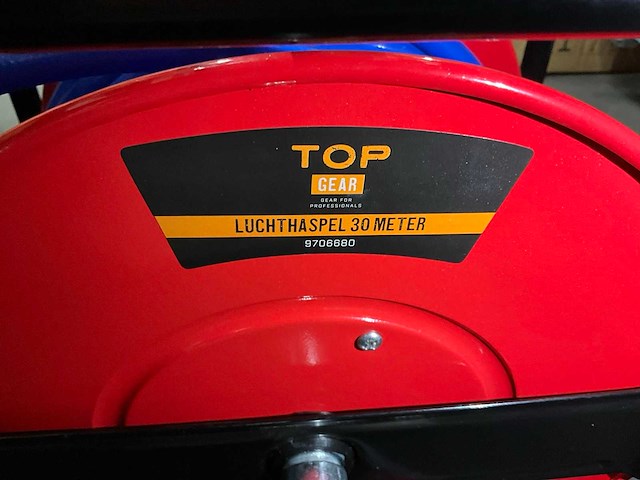 TOP
GEAR
GEAR FOR
PROFESSIONALS
LUCHTHASPEL 30 METER
9706680